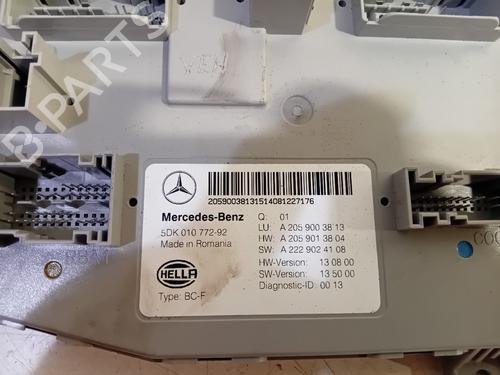 B-PARTS
20590038131514081227176
Mercedes-Benz
Q: 01
5DK 010 772-92
LU: A 205 900 38 13
Made in Romania
HW: A 205 901 38 04
SW: A 222 902 41 08
HELLA
HW-Version: 13 08 00
SW-Version: 13 50 00
Type: BC-F
Diagnostic-ID: 00 13